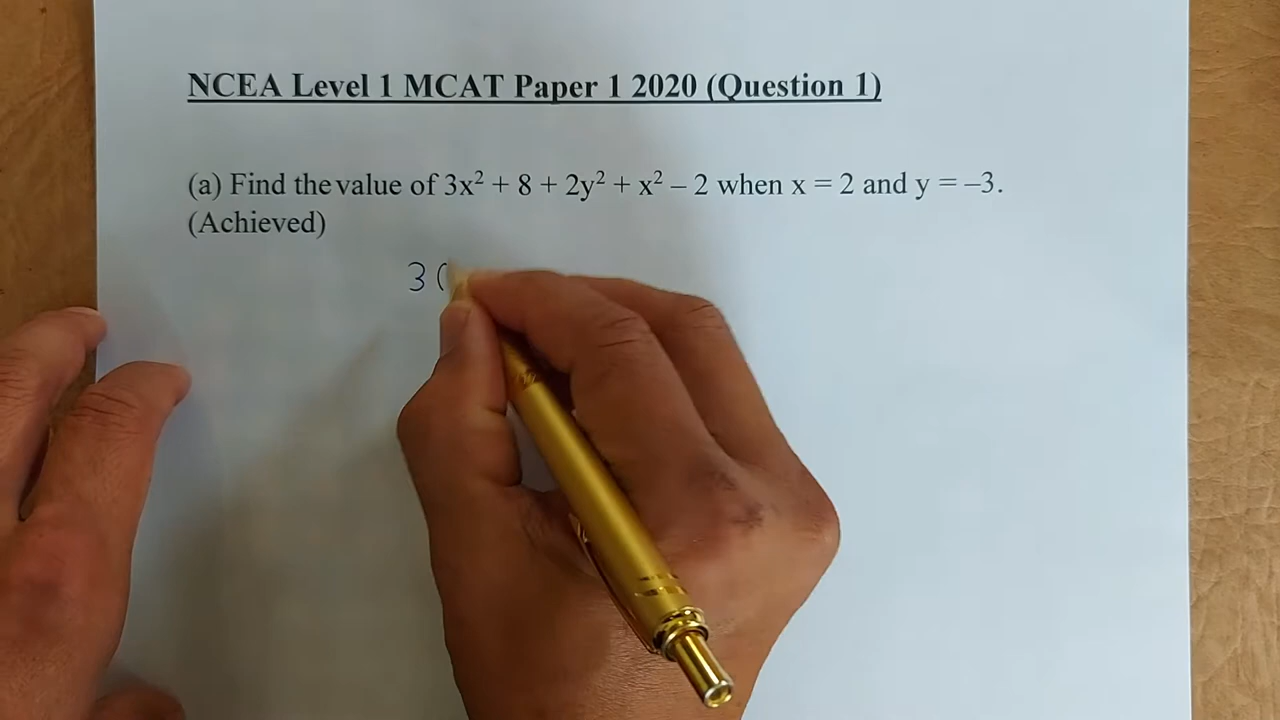 NCEA Level 1 MCAT Paper 1 2020 (Question 1)
(a) Find the value of 3x² + 8 + 2y² + x² – 2 when x = 2 and y = –3.
(Achieved)
3 (